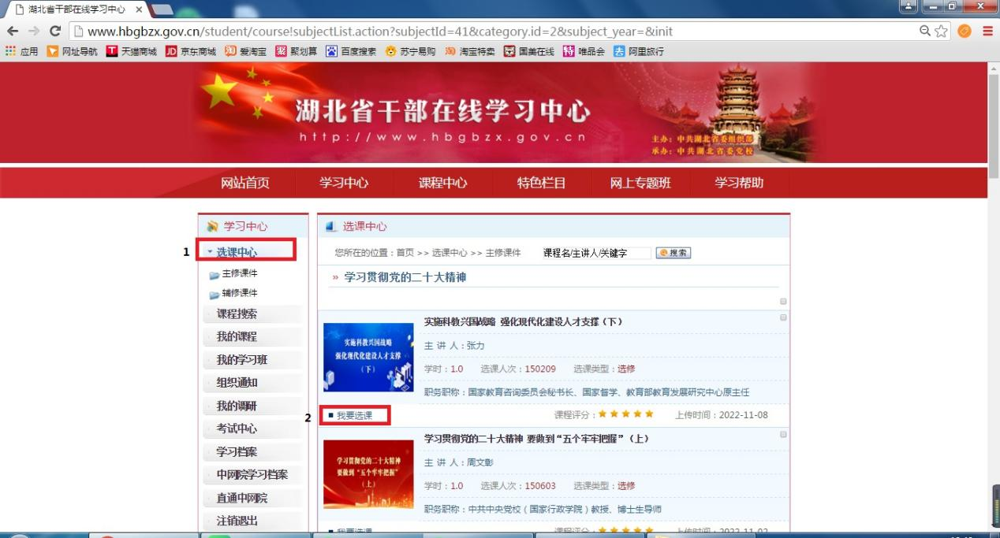 湖北省干部在线学习中心
www.hbgbzx.gov.cn/student/course!subjectList.action?subjectId=41&category.id=2&subject_year=&init
应用 网址导航 天猫商城 京东商城 爱淘宝 聚划算 百度搜索 苏宁易购 淘宝特卖 国美在线 唯品会 阿里旅行
湖北省干部在线学习中心
http://www.hbgbzx.gov.cn
主办：中共湖北省委组织部
承办：中共湖北省委党校
网站首页 学习中心 课程中心 特色栏目 网上专题班 学习帮助
学习中心
1 选课中心
主修课件
辅修课件
课程搜索
我的课程
我的学习班
组织通知
我的调研
考试中心
学习档案
中网院学习档案
直通中网院
注销退出
选课中心
您所在的位置：首页 >> 选课中心 >> 主修课件 课程名/主讲人/关键字 搜索
» 学习贯彻党的二十大精神
实施科教兴国战略
强化现代化建设人才支撑
（下）
实施科教兴国战略 强化现代化建设人才支撑（下）
主 讲 人：张力
学时：1.0 选课人次：150209 选课类型：选修
职务职称：国家教育咨询委员会秘书长、国家督学、教育部教育发展研究中心原主任
2 我要选课 课程评分： 上传时间：2022-11-08
学习贯彻党的二十大精神
要做到“五个牢牢把握”
（上）
学习贯彻党的二十大精神 要做到“五个牢牢把握”（上）
主 讲 人：周文彰
学时：1.0 选课人次：150603 选课类型：选修
职务职称：中共中央党校（国家行政学院）教授、博士生导师
我要选课 课程评分： 上传时间：2022-11-02